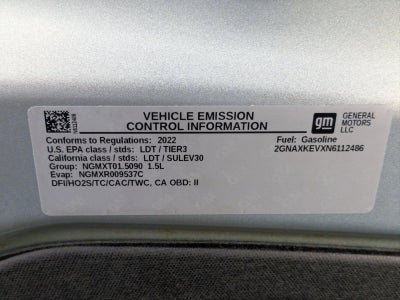 VEHICLE EMISSION
CONTROL INFORMATION
gm
GENERAL
MOTORS
LLC
Conforms to Regulations: 2022
Fuel: Gasoline
U.S. EPA class / stds: LDT / TIER3
2GNAXKEVXN6112486
California class / stds: LDT / SULEV30
Group: NGMXT01.5090 1.5L
Evap: NGMXR009537C
DFI/HO2S/TC/CAC/TWC, CA OBD: II